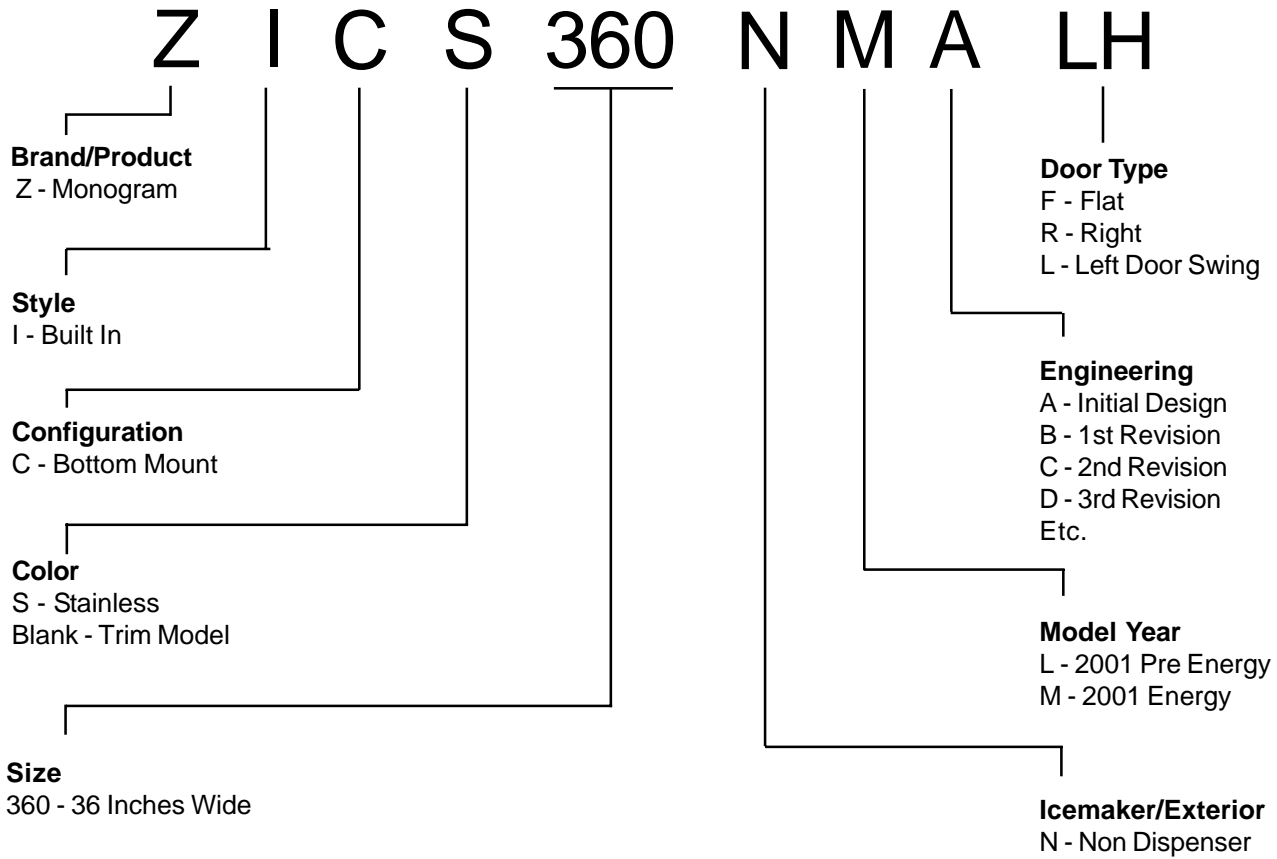 Z I C S 360 N M A LH
Brand/Product
Z - Monogram
Style
I - Built In
Configuration
C - Bottom Mount
Color
S - Stainless
Blank - Trim Model
Size
360 - 36 Inches Wide
Door Type
F - Flat
R - Right
L - Left Door Swing
Engineering
A - Initial Design
B - 1st Revision
C - 2nd Revision
D - 3rd Revision
Etc.
Model Year
L - 2001 Pre Energy
M - 2001 Energy
Icemaker/Exterior
N - Non Dispenser